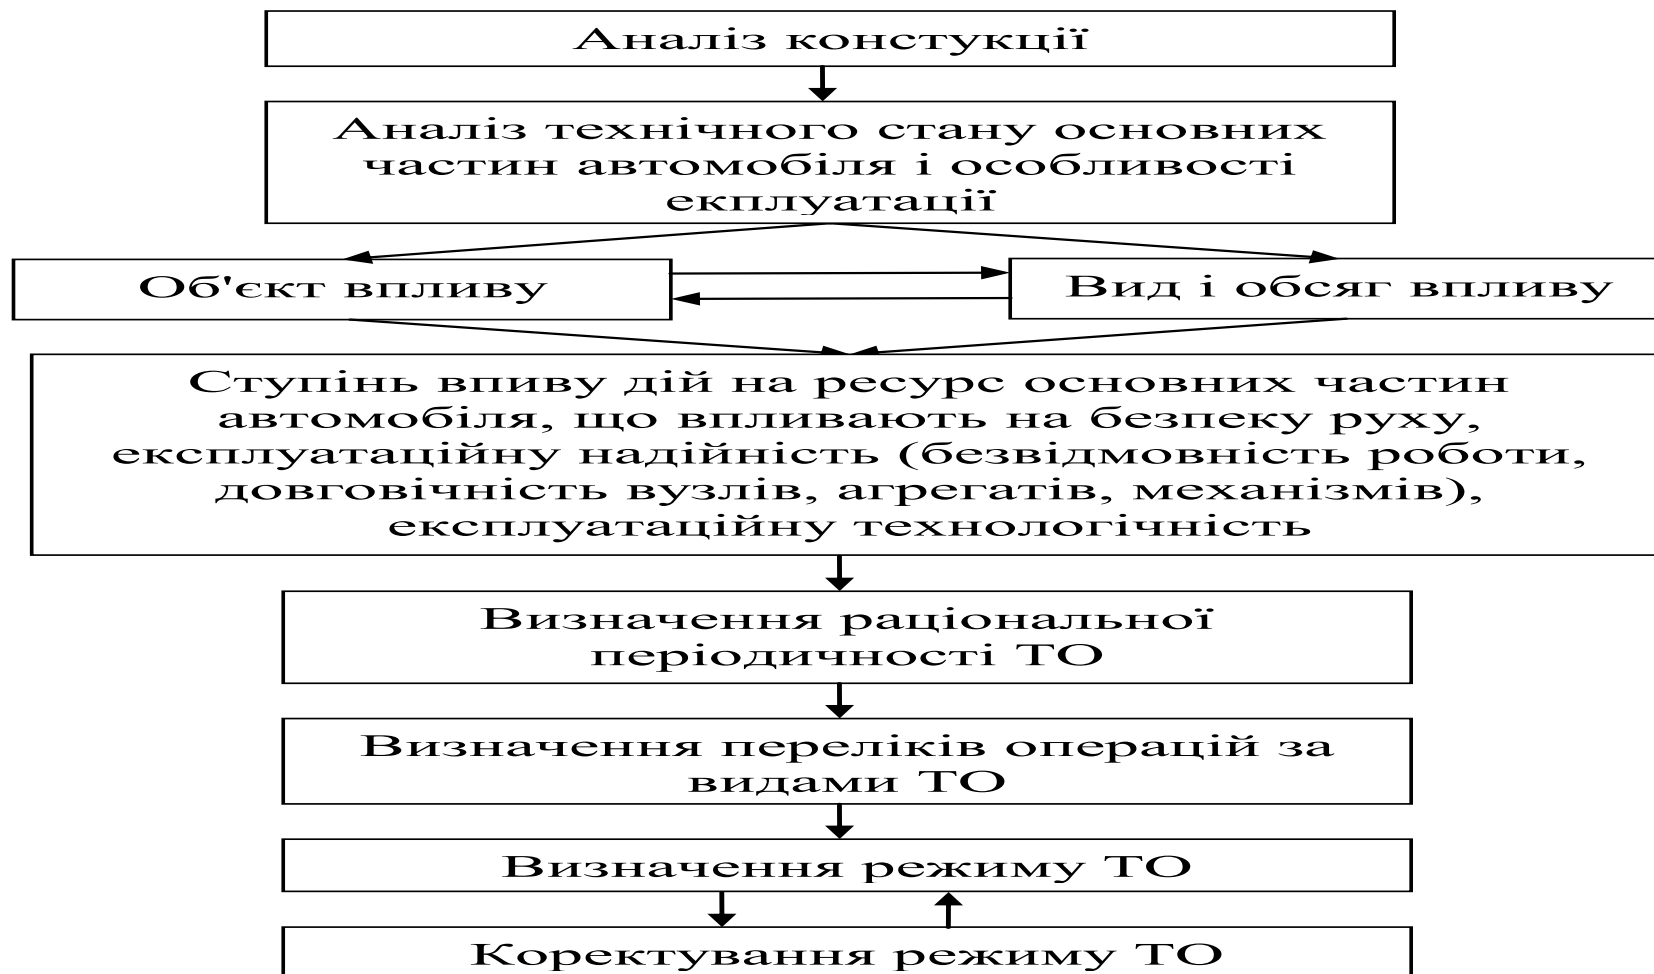 Аналіз констукції
Аналіз технічного стану основних
частин автомобіля і особливості
екплуатації
Об'єкт впливу
Вид і обсяг впливу
Ступінь впиву дій на ресурс основних частин
автомобіля, що впливають на безпеку руху,
експлуатаційну надійність (безвідмовність роботи,
довговічність вузлів, агрегатів, механізмів),
експлуатаційну технологічність
Визначення раціональної
періодичності ТО
Визначення переліків операцій за
видами ТО
Визначення режиму ТО
Коректування режиму ТО